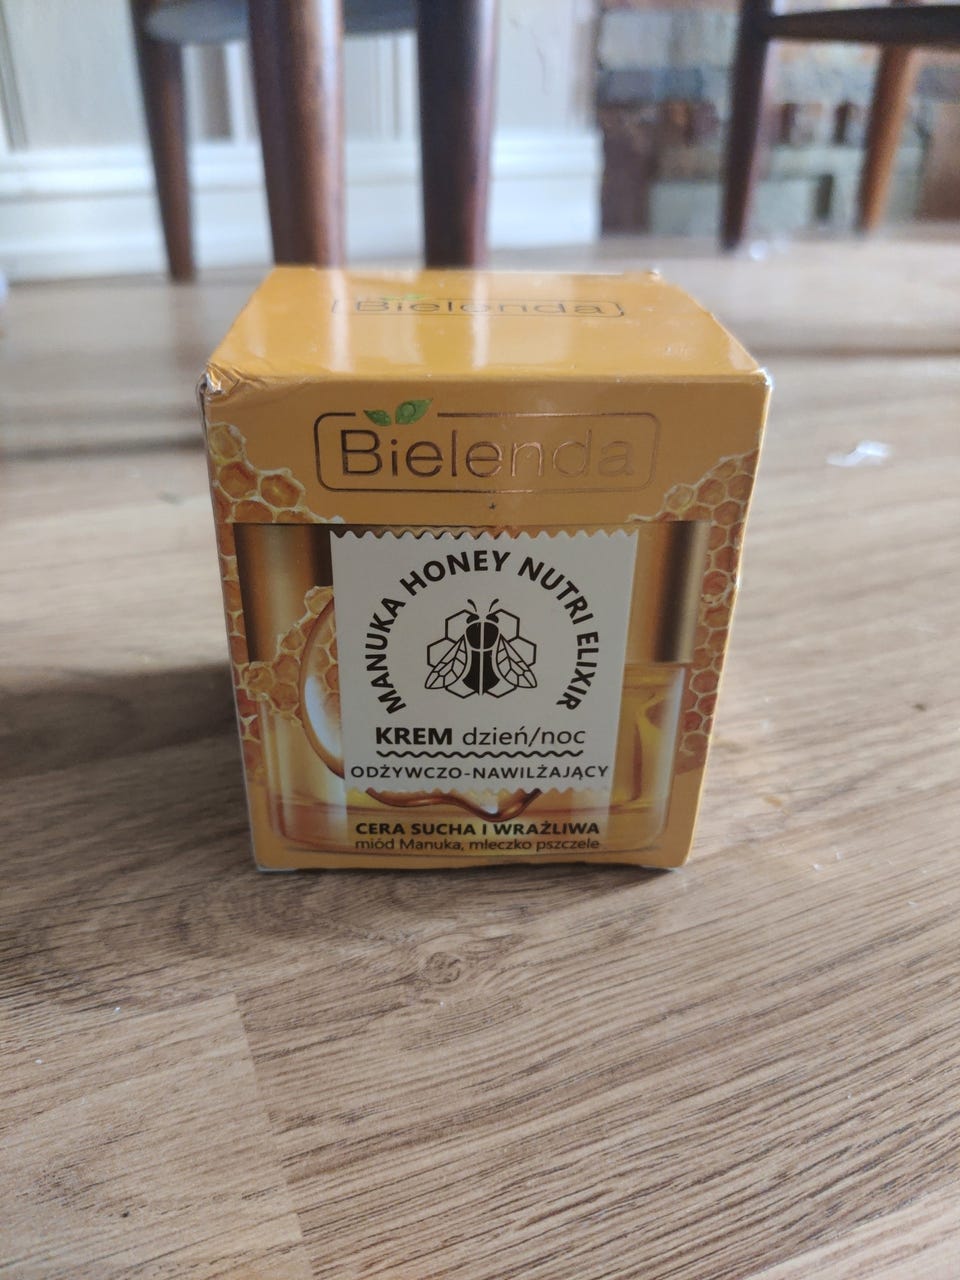 Bielenda
Bielenda
MANUKA HONEY NUTRI ELIXIR
KREM dzień/noc
ODŻYWCZO-NAWILŻAJĄCY
CERA SUCHA I WRAŻLIWA
miód Manuka, mleczko pszczele